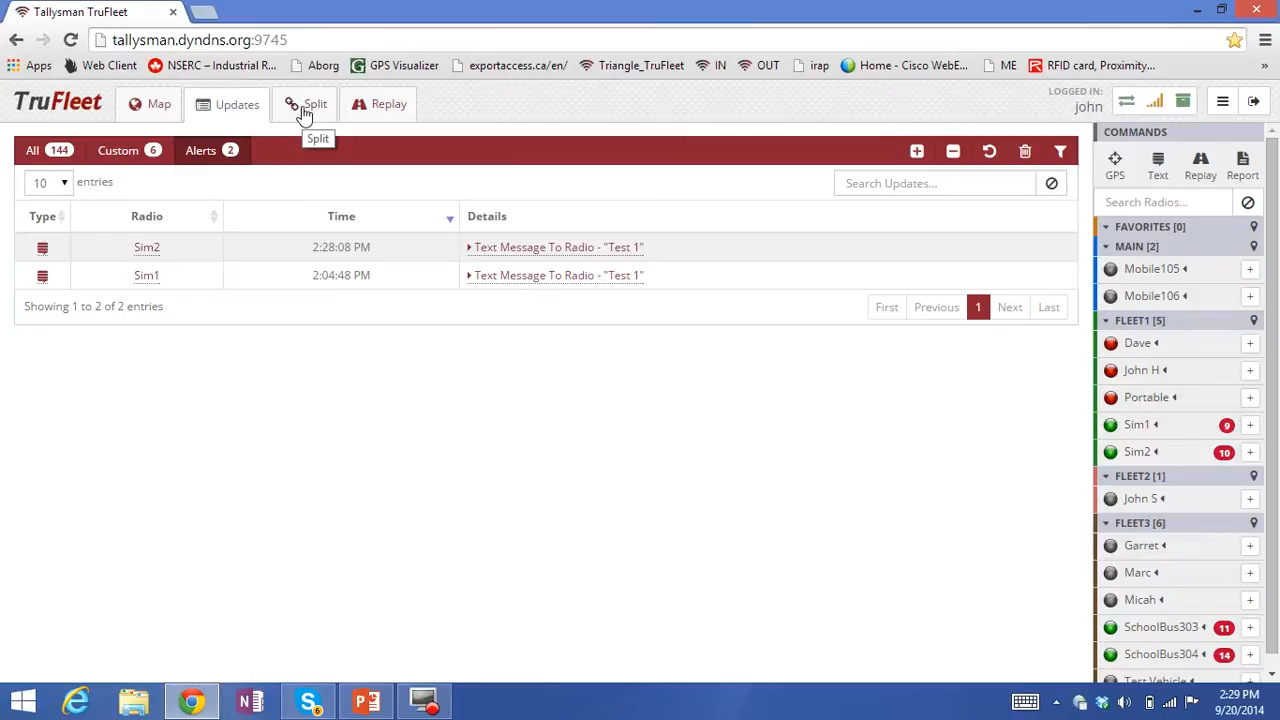 Tallysman TruFleet
tallysman.dyndns.org:9745
Apps Web Client NSERC – Industrial R... Aborg GPS Visualizer exportaccess.ca/en/ Triangle_TruFleet IN OUT irap Home - Cisco WebE... ME RFID card, Proximity... »
TruFleet Map Updates Split Replay LOGGED IN: john
Split
All 144 Custom 6 Alerts 2
10 entries Search Updates...
Type Radio Time Details
Sim2 2:28:08 PM Text Message To Radio - "Test 1"
Sim1 2:04:48 PM Text Message To Radio - "Test 1"
Showing 1 to 2 of 2 entries First Previous 1 Next Last
COMMANDS
GPS Text Replay Report
Search Radios...
FAVORITES [0]
MAIN [2]
Mobile105 +
Mobile106 +
FLEET1 [5]
Dave +
John H +
Portable +
Sim1 9 +
Sim2 10 +
FLEET2 [1]
John S +
FLEET3 [6]
Garret +
Marc +
Micah +
SchoolBus303 11 +
SchoolBus304 14 +
Test Vehicle
6
2:29 PM
9/20/2014